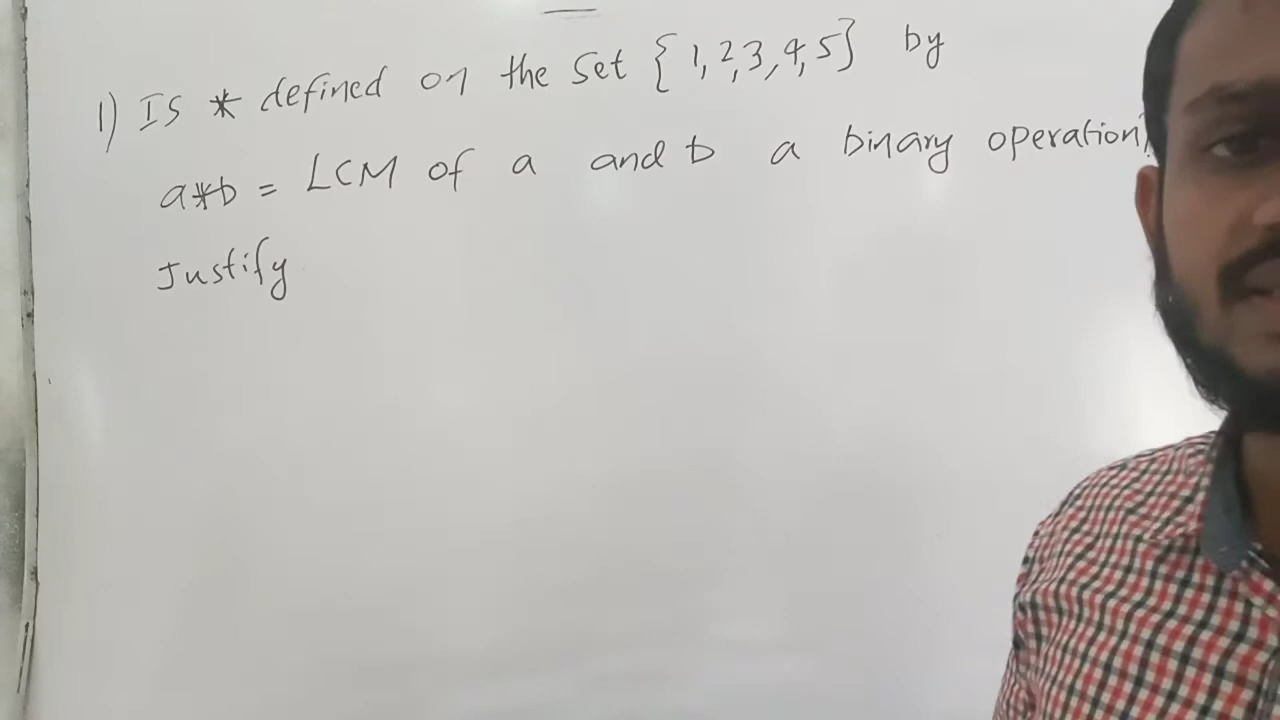 1) Is * defined on the set {1,2,3,4,5} by
a*b = LCM of a and b a binary operation?
Justify